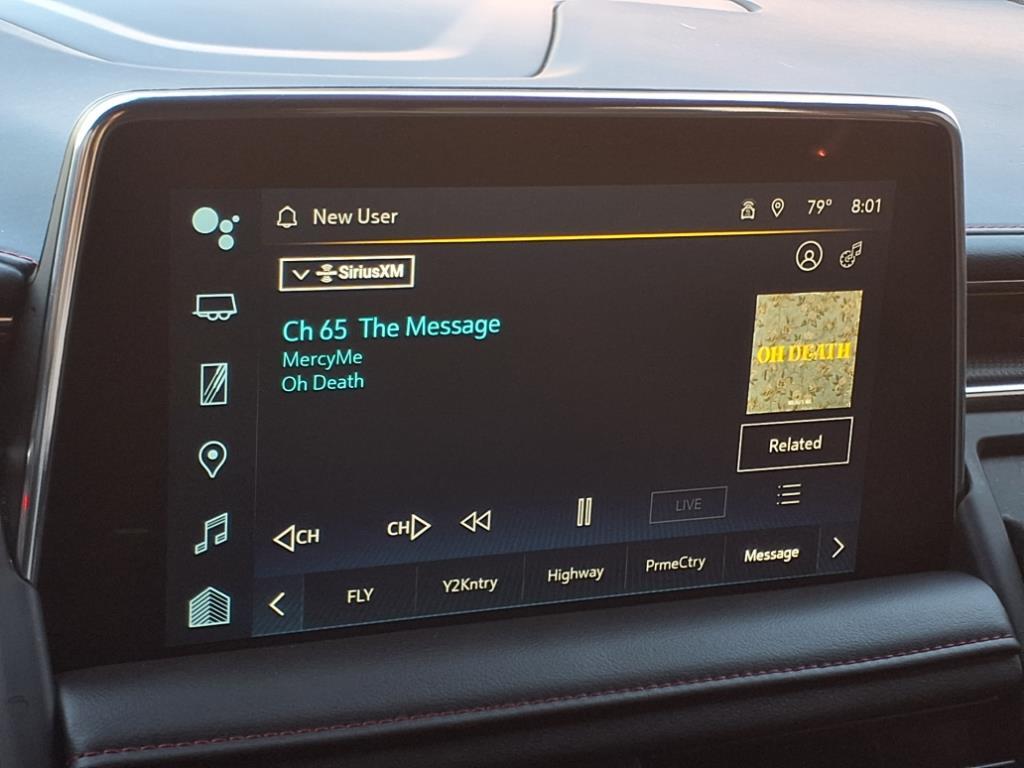 New User
79° 8:01
SiriusXM
Ch 65 The Message
MercyMe
Oh Death
OH DEATH
Related
CH
CH
LIVE
FLY
Y2Kntry
Highway
PrmeCtry
Message